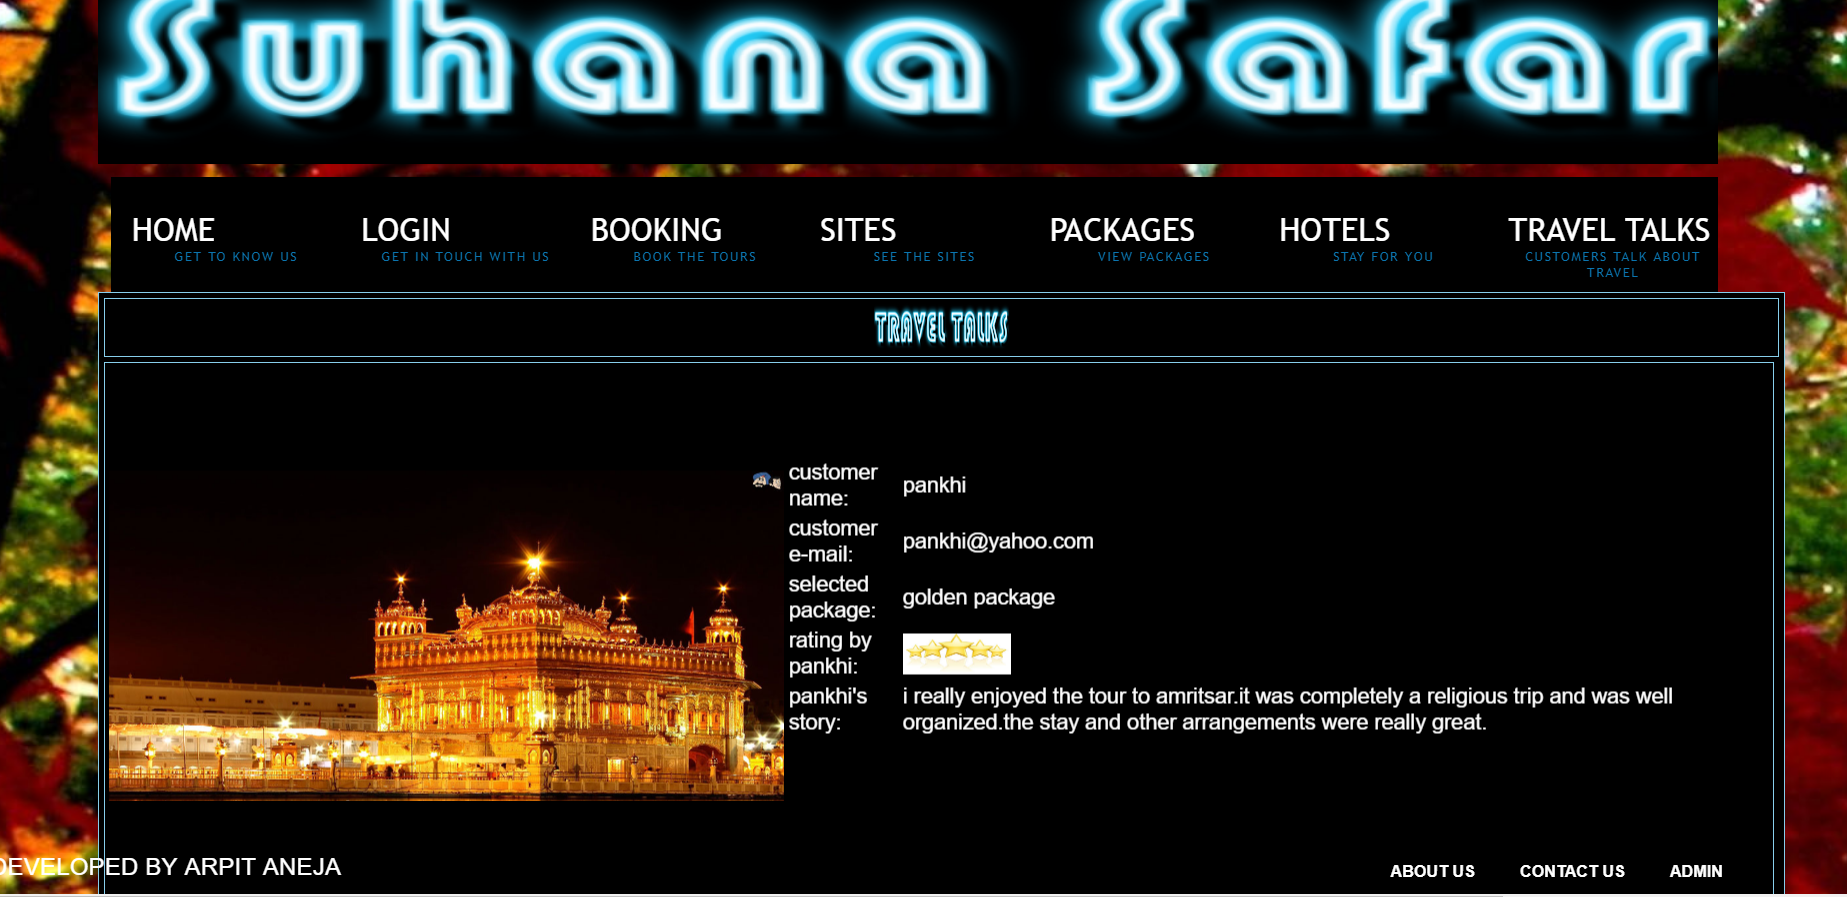 Suhana Safar
HOME LOGIN BOOKING SITES PACKAGES HOTELS TRAVEL TALKS
GET TO KNOW US GET IN TOUCH WITH US BOOK THE TOURS SEE THE SITES VIEW PACKAGES STAY FOR YOU CUSTOMERS TALK ABOUT
TRAVEL
TRAVEL TALKS
customer
name:
pankhi
customer
e-mail:
pankhi@yahoo.com
selected
package:
golden package
rating by
pankhi:
pankhi's
story:
i really enjoyed the tour to amritsar.it was completely a religious trip and was well
organized.the stay and other arrangements were really great.
DEVELOPED BY ARPIT ANEJA
ABOUT US CONTACT US ADMIN